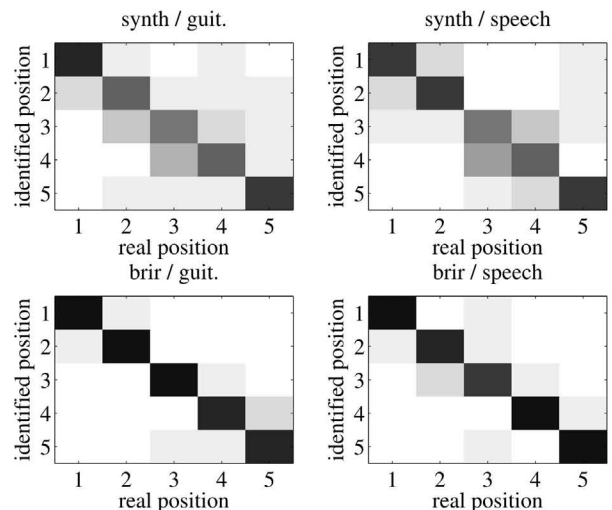 synth / guit.
identified position
1
2
3
4
5
1 2 3 4 5
real position
synth / speech
identified position
1
2
3
4
5
1 2 3 4 5
real position
brir / guit.
identified position
1
2
3
4
5
1 2 3 4 5
real position
brir / speech
identified position
1
2
3
4
5
1 2 3 4 5
real position